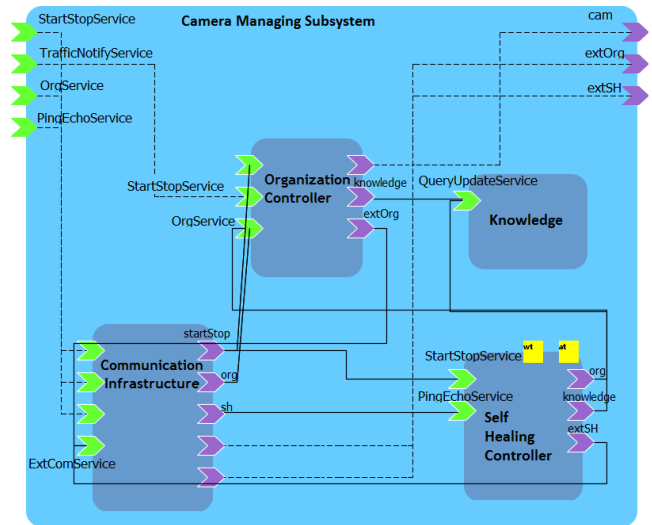 Camera Managing Subsystem
StartStopService
cam
TrafficNotifyService
extOrg
OrgService
extSH
PingEchoService
StartStopService
Organization
Controller
knowledge
QueryUpdateService
OrgService
extOrg
Knowledge
startStop
Communication
Infrastructure
org
sh
ExtComService
wt
at
StartStopService
org
PingEchoService
knowledge
Self
Healing
Controller
extSH